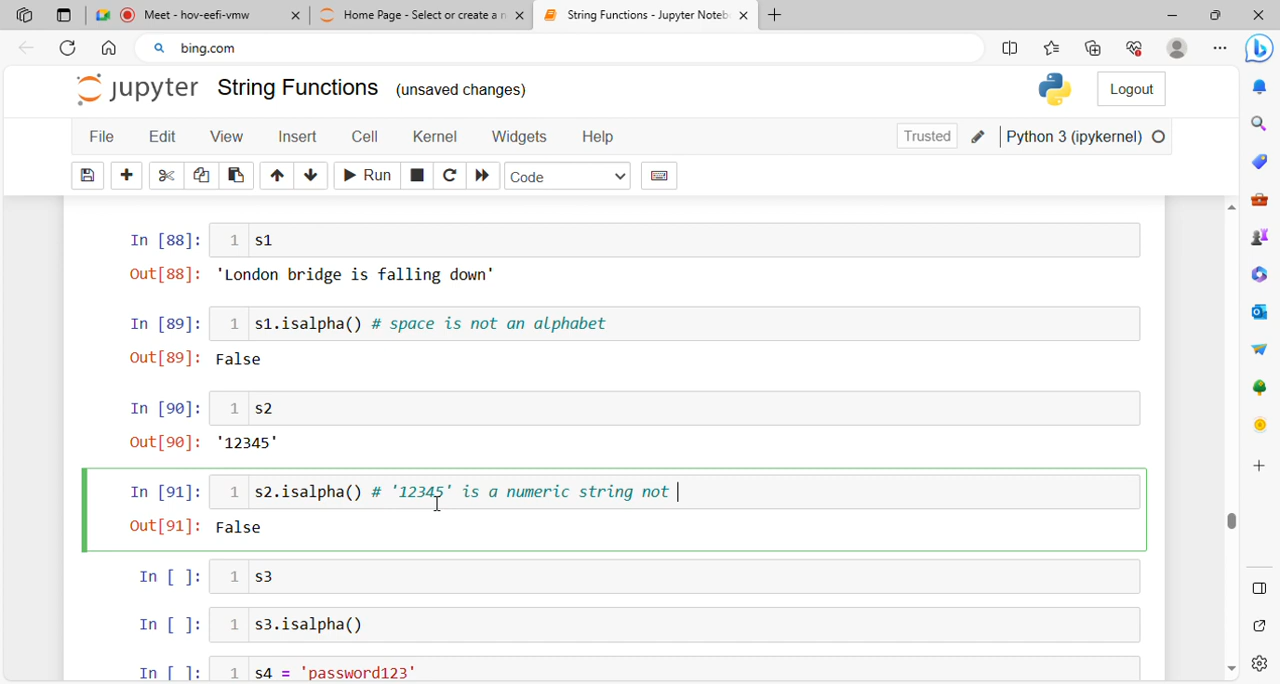 Meet - hov-eefi-vmw
Home Page - Select or create a n
String Functions - Jupyter Noteb
bing.com
jupyter String Functions (unsaved changes)
Logout
File Edit View Insert Cell Kernel Widgets Help
Trusted
Python 3 (ipykernel)
Run
Code
In [88]: 1 s1
Out[88]: 'London bridge is falling down'
In [89]: 1 s1.isalpha() # space is not an alphabet
Out[89]: False
In [90]: 1 s2
Out[90]: '12345'
In [91]: 1 s2.isalpha() # '12345' is a numeric string not
Out[91]: False
In [ ]: 1 s3
In [ ]: 1 s3.isalpha()
In [ ]: 1 s4 = 'password123'